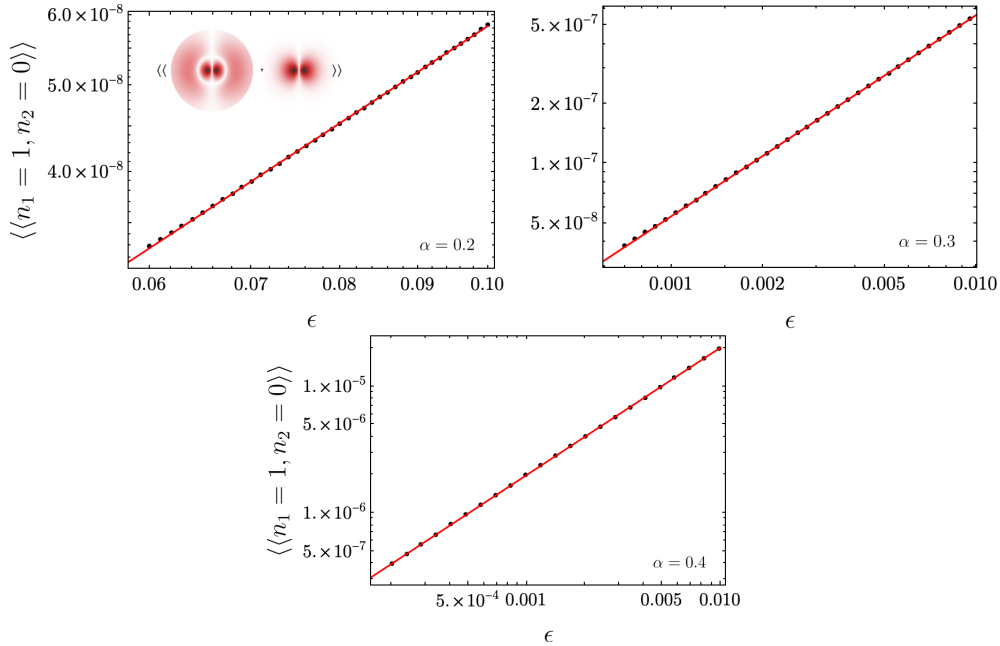 ⟨⟨n₁ = 1, n₂ = 0⟩⟩
6.×10⁻⁸
5.×10⁻⁸
4.×10⁻⁸
⟨⟨ · ⟩⟩
α = 0.2
0.06 0.07 0.08 0.09 0.10
ϵ
5.×10⁻⁷
2.×10⁻⁷
1.×10⁻⁷
5.×10⁻⁸
α = 0.3
0.001 0.002 0.005 0.010
ϵ
⟨⟨n₁ = 1, n₂ = 0⟩⟩
1.×10⁻⁵
5.×10⁻⁶
1.×10⁻⁶
5.×10⁻⁷
α = 0.4
5.×10⁻⁴ 0.001 0.005 0.010
ϵ